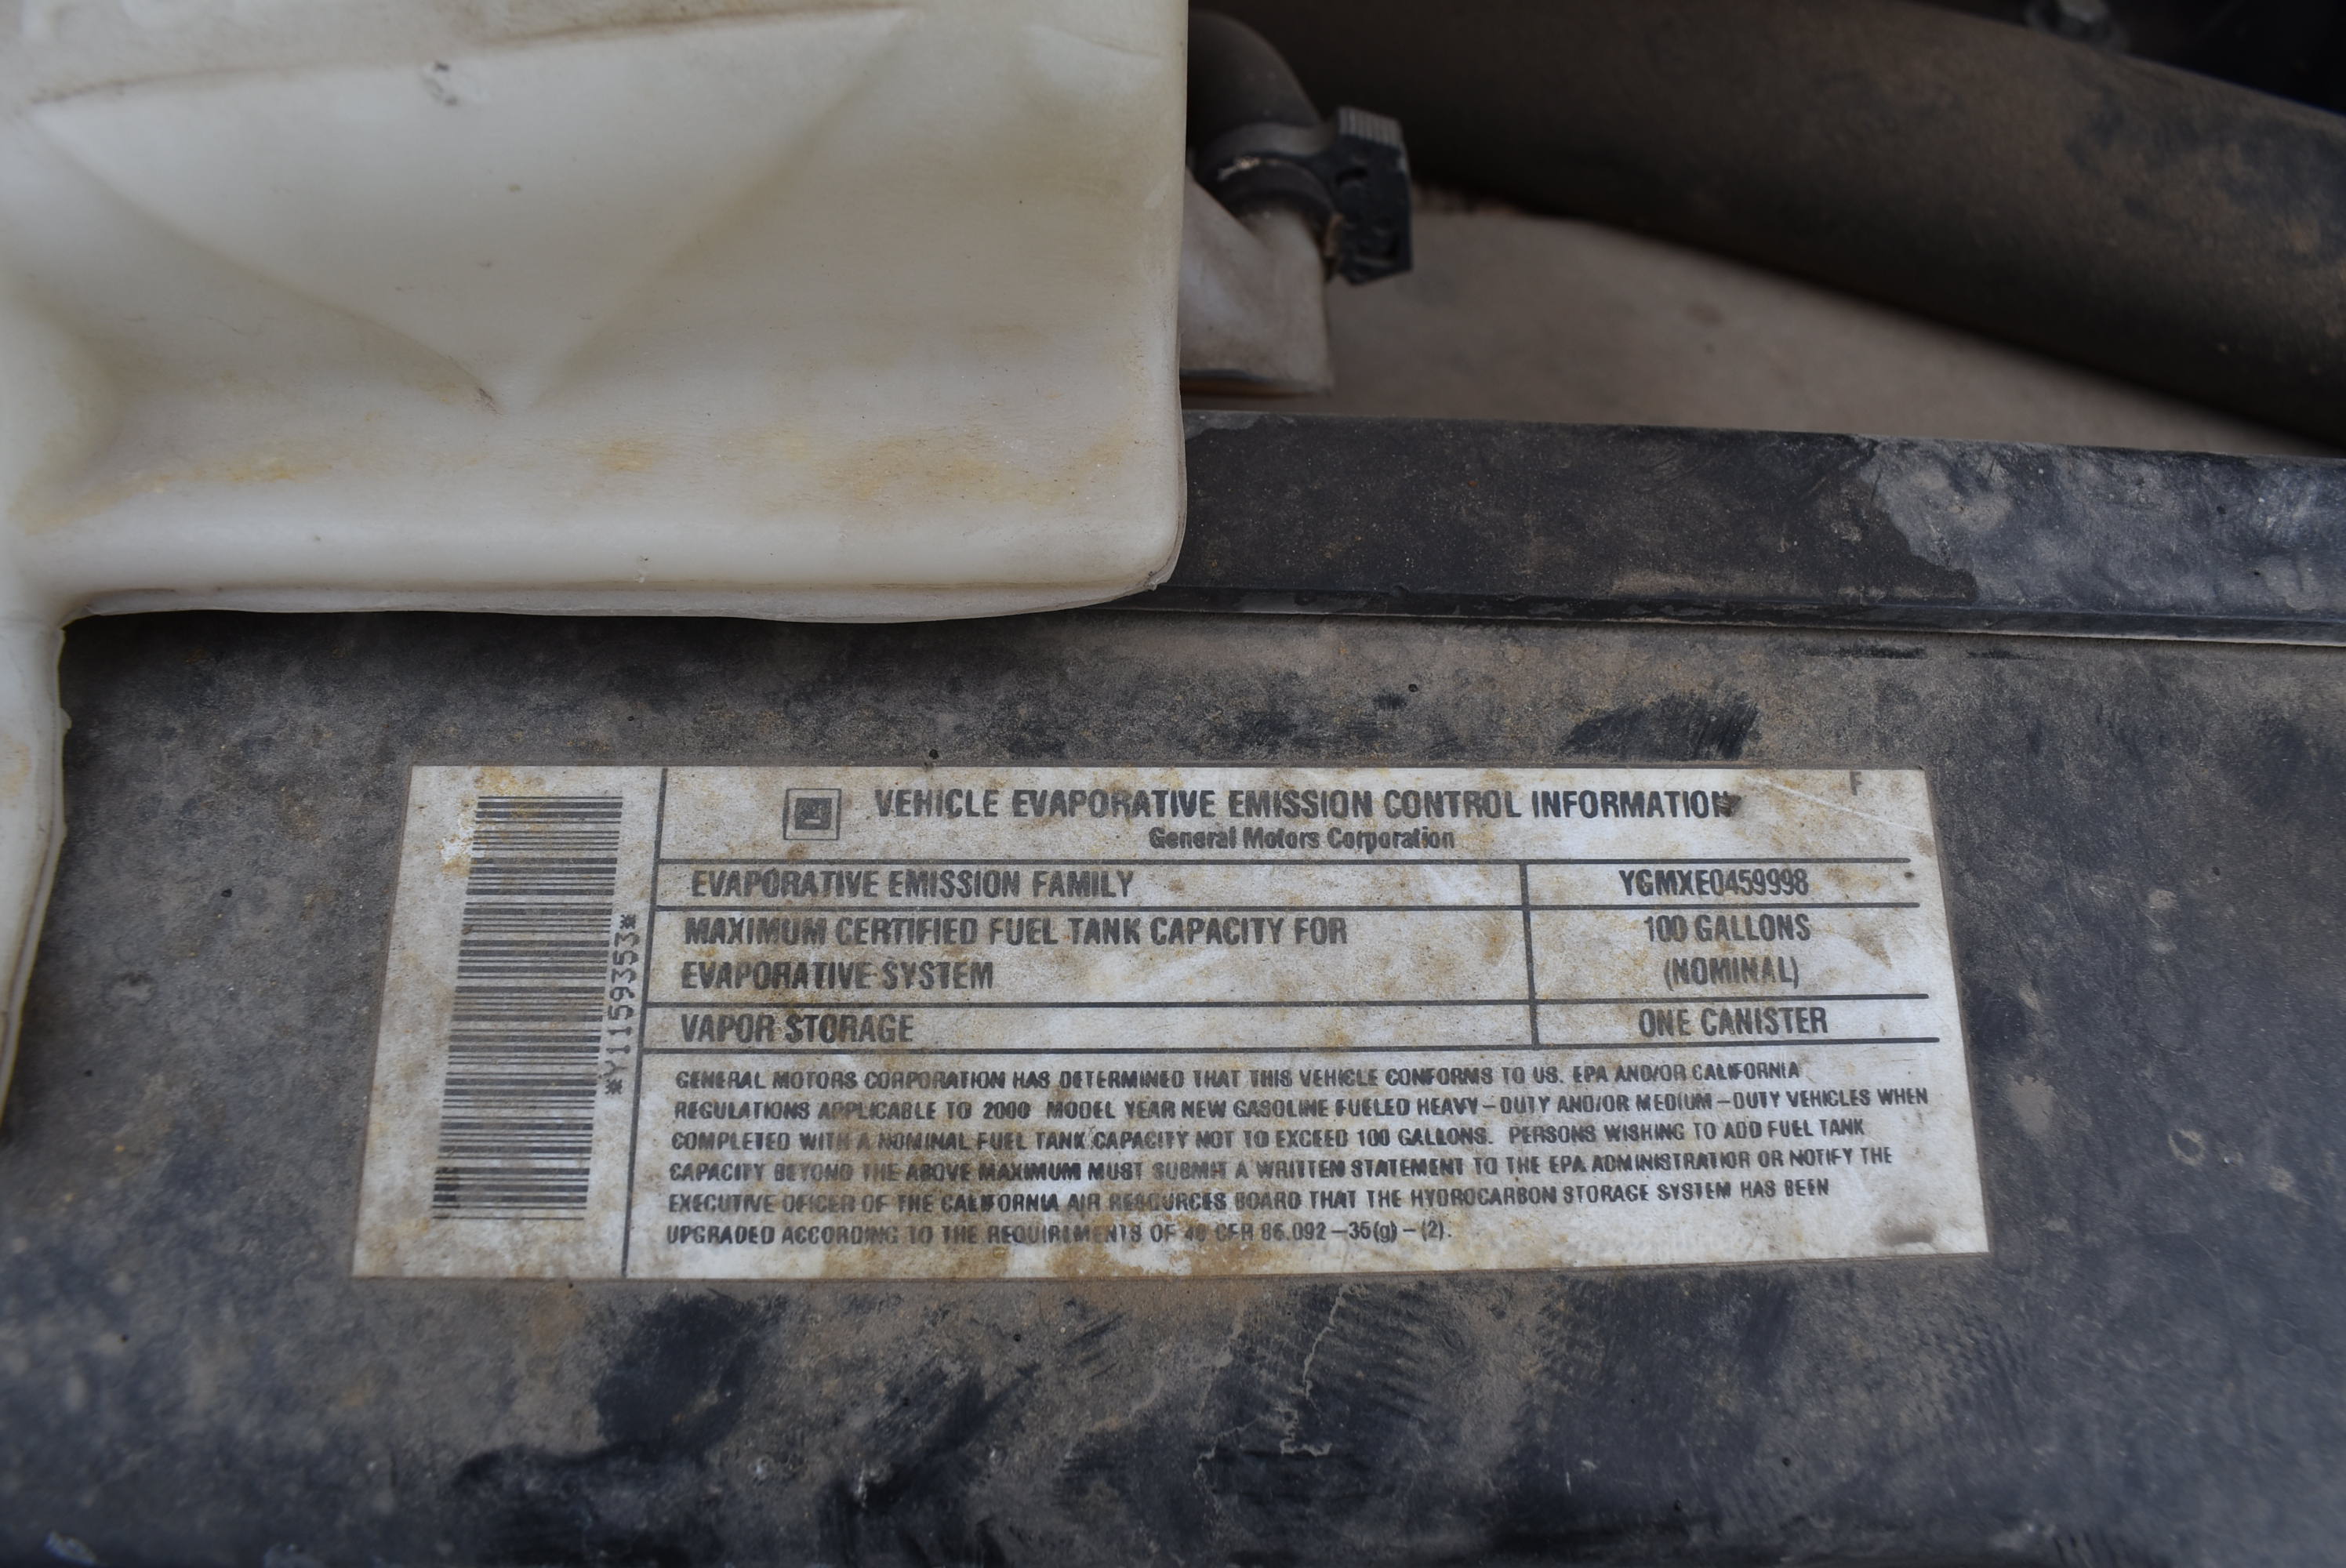 F
VEHICLE EVAPORATIVE EMISSION CONTROL INFORMATION
General Motors Corporation
EVAPORATIVE EMISSION FAMILY YGMXE0459998
MAXIMUM CERTIFIED FUEL TANK CAPACITY FOR 100 GALLONS
EVAPORATIVE SYSTEM (NOMINAL)
VAPOR STORAGE ONE CANISTER
GENERAL MOTORS CORPORATION HAS DETERMINED THAT THIS VEHICLE CONFORMS TO US. EPA AND/OR CALIFORNIA
REGULATIONS APPLICABLE TO 2000 MODEL YEAR NEW GASOLINE FUELED HEAVY-DUTY AND/OR MEDIUM-DUTY VEHICLES WHEN
COMPLETED WITH A NOMINAL FUEL TANK CAPACITY NOT TO EXCEED 100 GALLONS. PERSONS WISHING TO ADD FUEL TANK
CAPACITY BEYOND THE ABOVE MAXIMUM MUST SUBMIT A WRITTEN STATEMENT TO THE EPA ADMINISTRATIOR OR NOTIFY THE
EXECUTIVE OFICER OF THE CALIFORNIA AIR RESOURCES BOARD THAT THE HYDROCARBON STORAGE SYSTEM HAS BEEN
UPGRADED ACCORDING TO THE REQUIREMENTS OF 40 CFR 86.092-35(g)-(2).
*Y1159353*